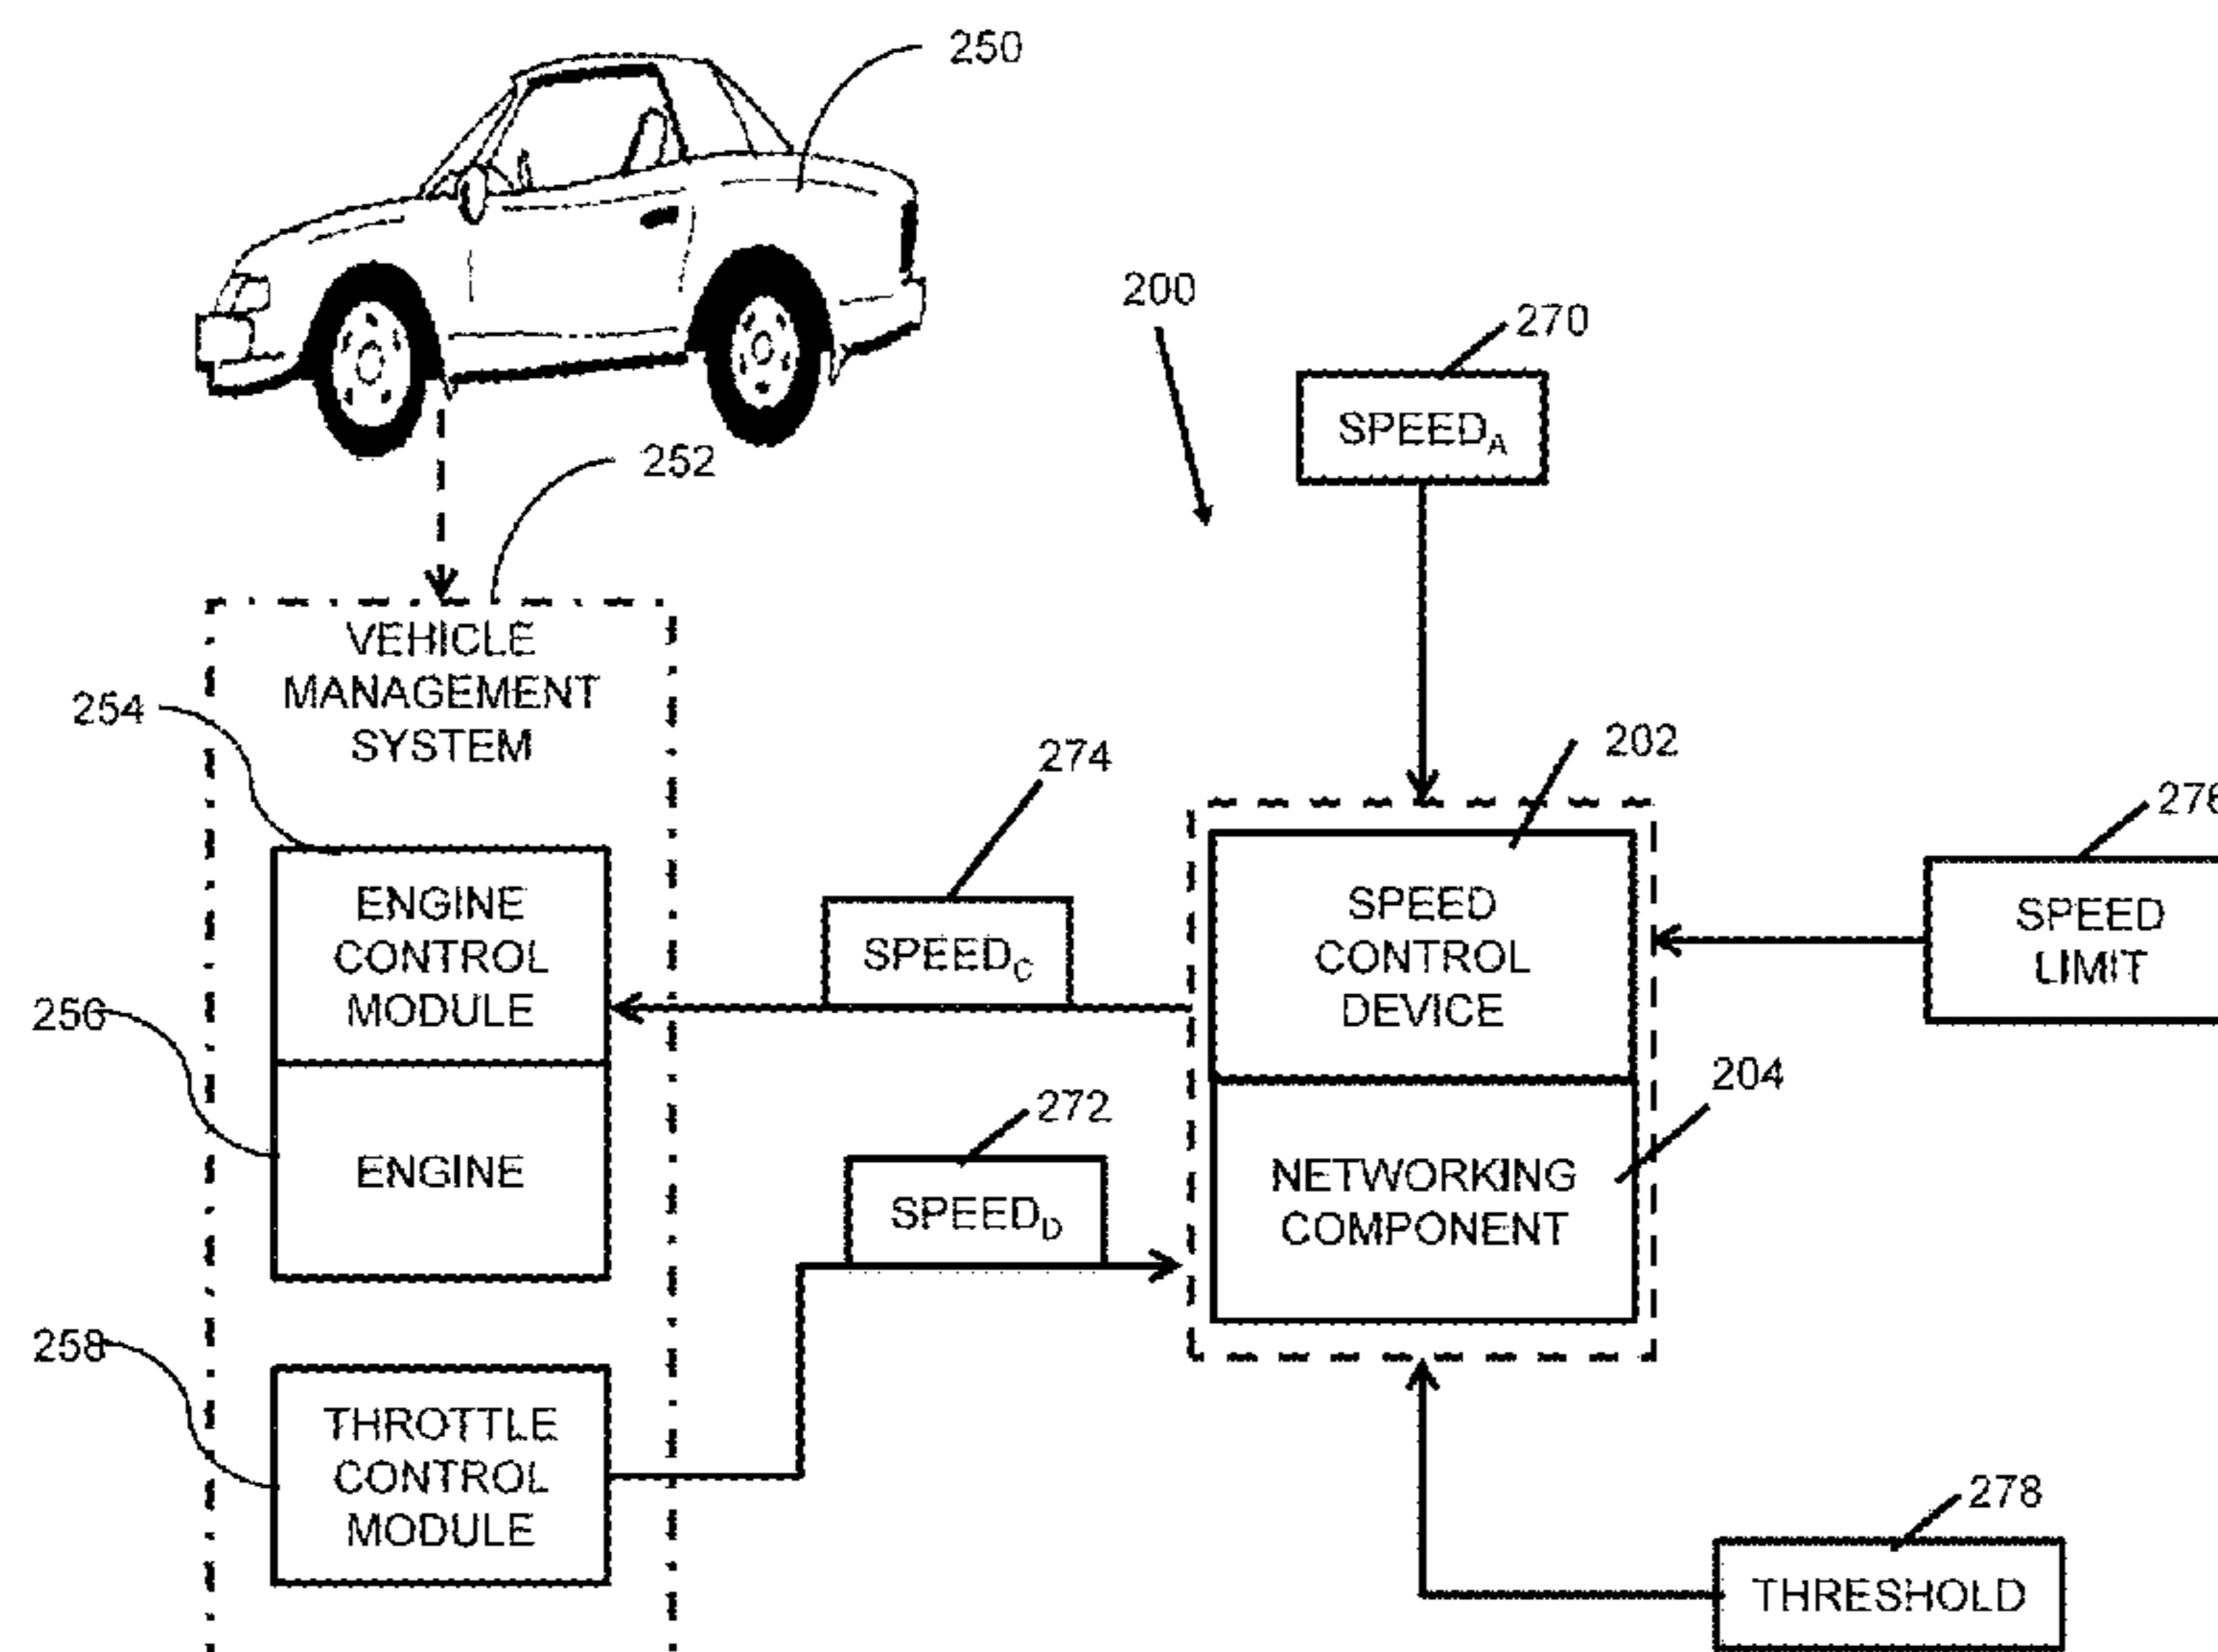 250
200
270
SPEEDA
252
VEHICLE
MANAGEMENT
SYSTEM
254
274
202
276
ENGINE
CONTROL
MODULE
SPEEDC
SPEED
CONTROL
DEVICE
SPEED
LIMIT
256
ENGINE
272
SPEEDD
204
NETWORKING
COMPONENT
258
THROTTLE
CONTROL
MODULE
278
THRESHOLD